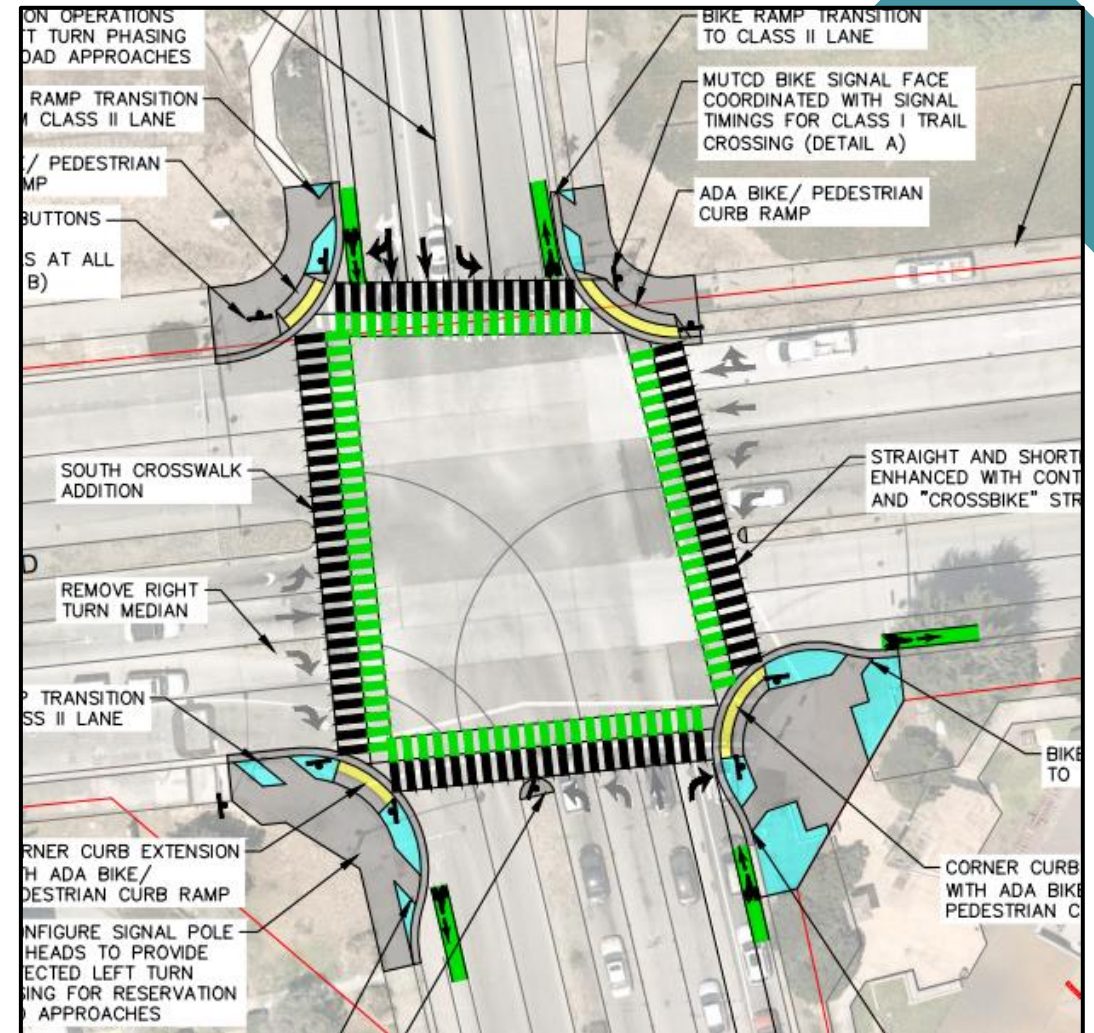 ON OPERATIONS
T TURN PHASING
OAD APPROACHES
RAMP TRANSITION
M CLASS II LANE
E/ PEDESTRIAN
MP
BUTTONS
S AT ALL
B)
BIKE RAMP TRANSITION
TO CLASS II LANE
MUTCD BIKE SIGNAL FACE
COORDINATED WITH SIGNAL
TIMINGS FOR CLASS I TRAIL
CROSSING (DETAIL A)
ADA BIKE/ PEDESTRIAN
CURB RAMP
SOUTH CROSSWALK
ADDITION
STRAIGHT AND SHORT
ENHANCED WITH CONT
AND "CROSSBIKE" STR
D
REMOVE RIGHT
TURN MEDIAN
P TRANSITION
SS II LANE
BIKE
TO
RNER CURB EXTENSION
TH ADA BIKE/
DESTRIAN CURB RAMP
CORNER CURB
WITH ADA BIKE
PEDESTRIAN C
ONFIGURE SIGNAL POLE
HEADS TO PROVIDE
TECTED LEFT TURN
SING FOR RESERVATION
D APPROACHES